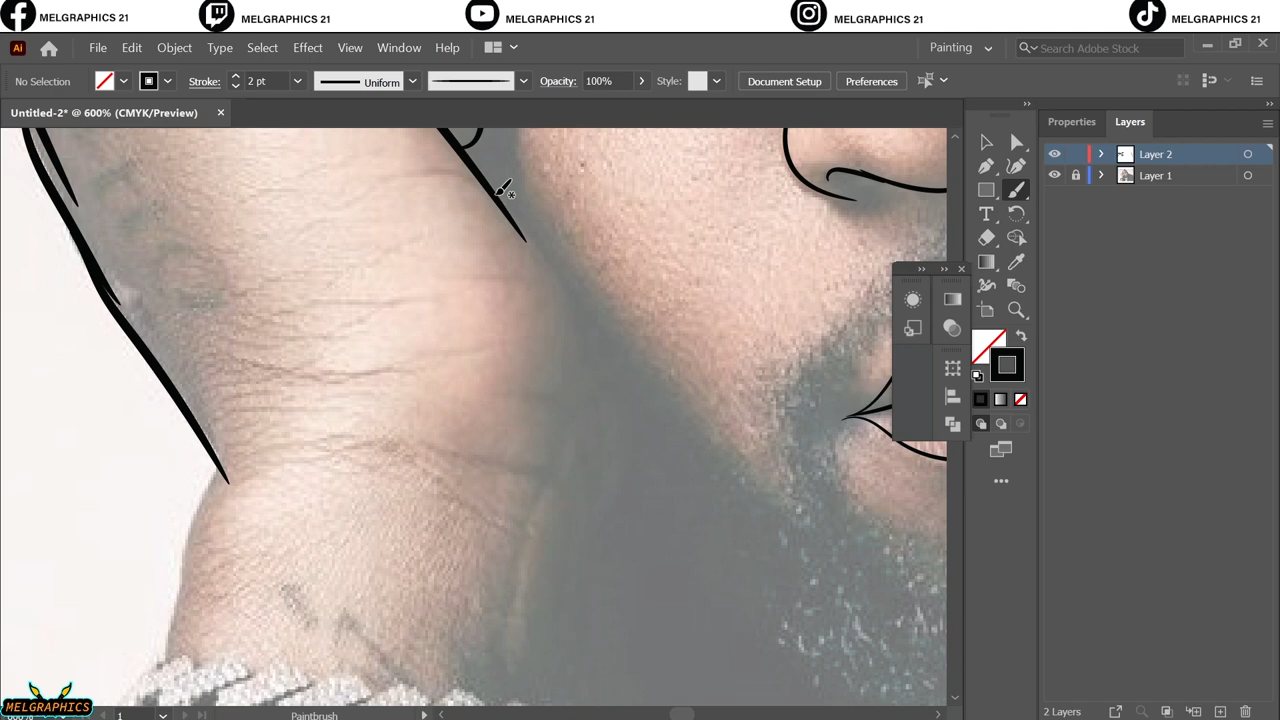 MELGRAPHICS 21
MELGRAPHICS 21
MELGRAPHICS 21
MELGRAPHICS 21
MELGRAPHICS 21
Ai File Edit Object Type Select Effect View Window Help Painting Search Adobe Stock
No Selection Stroke: 2 pt Uniform Opacity: 100% Style: Document Setup Preferences
Untitled-2* @ 600% (CMYK/Preview)
Properties Layers
Layer 2
Layer 1
MELGRAPHICS
1 Paintbrush
2 Layers